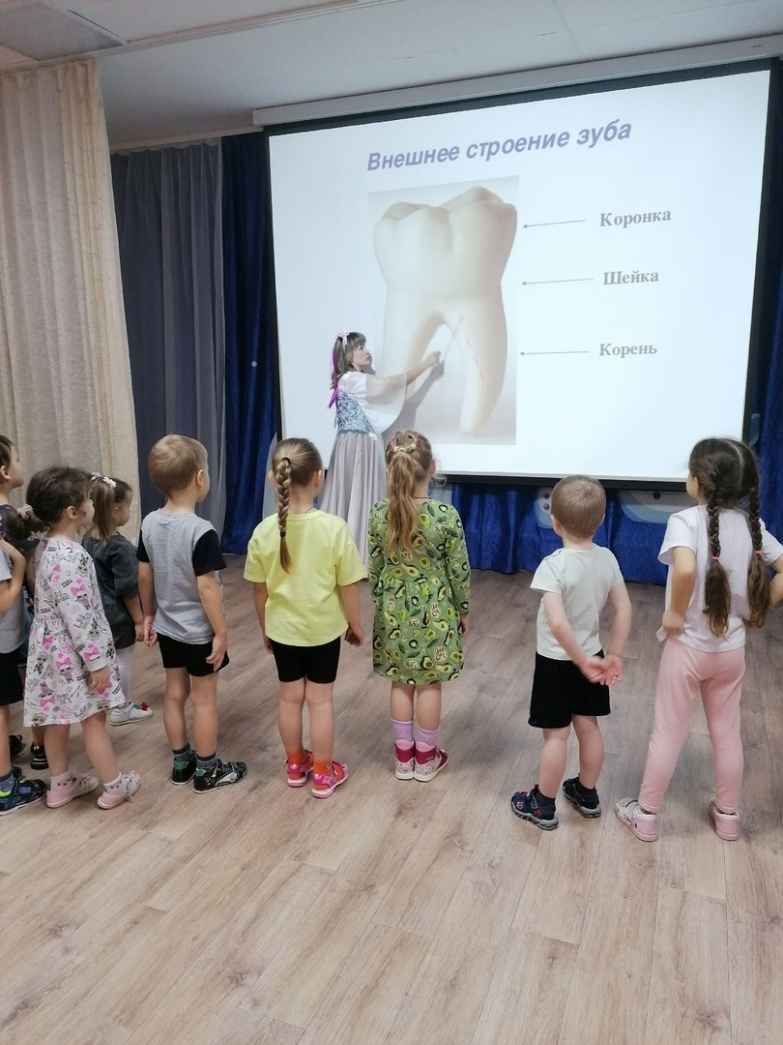 Внешнее строение зуба
Коронка
Шейка
Корень